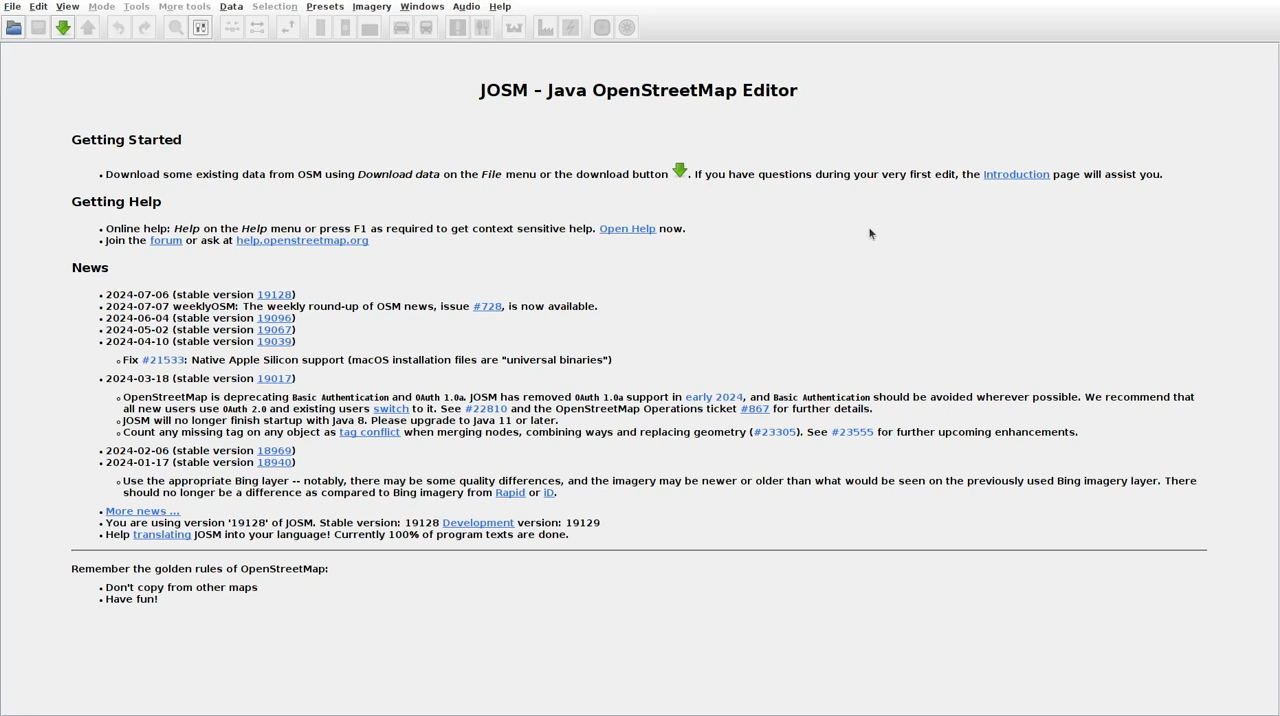 File Edit View Mode Tools More tools Data Selection Presets Imagery Windows Audio Help
JOSM – Java OpenStreetMap Editor
Getting Started
Download some existing data from OSM using Download data on the File menu or the download button . If you have questions during your very first edit, the Introduction page will assist you.
Getting Help
Online help: Help on the Help menu or press F1 as required to get context sensitive help. Open Help now.
Join the forum or ask at help.openstreetmap.org
News
2024-07-06 (stable version 19128)
2024-07-07 weeklyOSM: The weekly round-up of OSM news, issue #728, is now available.
2024-06-04 (stable version 19096)
2024-05-02 (stable version 19067)
2024-04-10 (stable version 19039)
Fix #21533: Native Apple Silicon support (macOS installation files are "universal binaries")
2024-03-18 (stable version 19017)
OpenStreetMap is deprecating Basic Authentication and OAuth 1.0a. JOSM has removed OAuth 1.0a support in early 2024, and Basic Authentication should be avoided wherever possible. We recommend that
all new users use OAuth 2.0 and existing users switch to it. See #22810 and the OpenStreetMap Operations ticket #867 for further details.
JOSM will no longer finish startup with Java 8. Please upgrade to Java 11 or later.
Count any missing tag on any object as tag conflict when merging nodes, combining ways and replacing geometry (#23305). See #23555 for further upcoming enhancements.
2024-02-06 (stable version 18969)
2024-01-17 (stable version 18940)
Use the appropriate Bing layer -- notably, there may be some quality differences, and the imagery may be newer or older than what would be seen on the previously used Bing imagery layer. There
should no longer be a difference as compared to Bing imagery from Rapid or iD.
More news ...
You are using version '19128' of JOSM. Stable version: 19128 Development version: 19129
Help translating JOSM into your language! Currently 100% of program texts are done.
Remember the golden rules of OpenStreetMap:
Don't copy from other maps
Have fun!